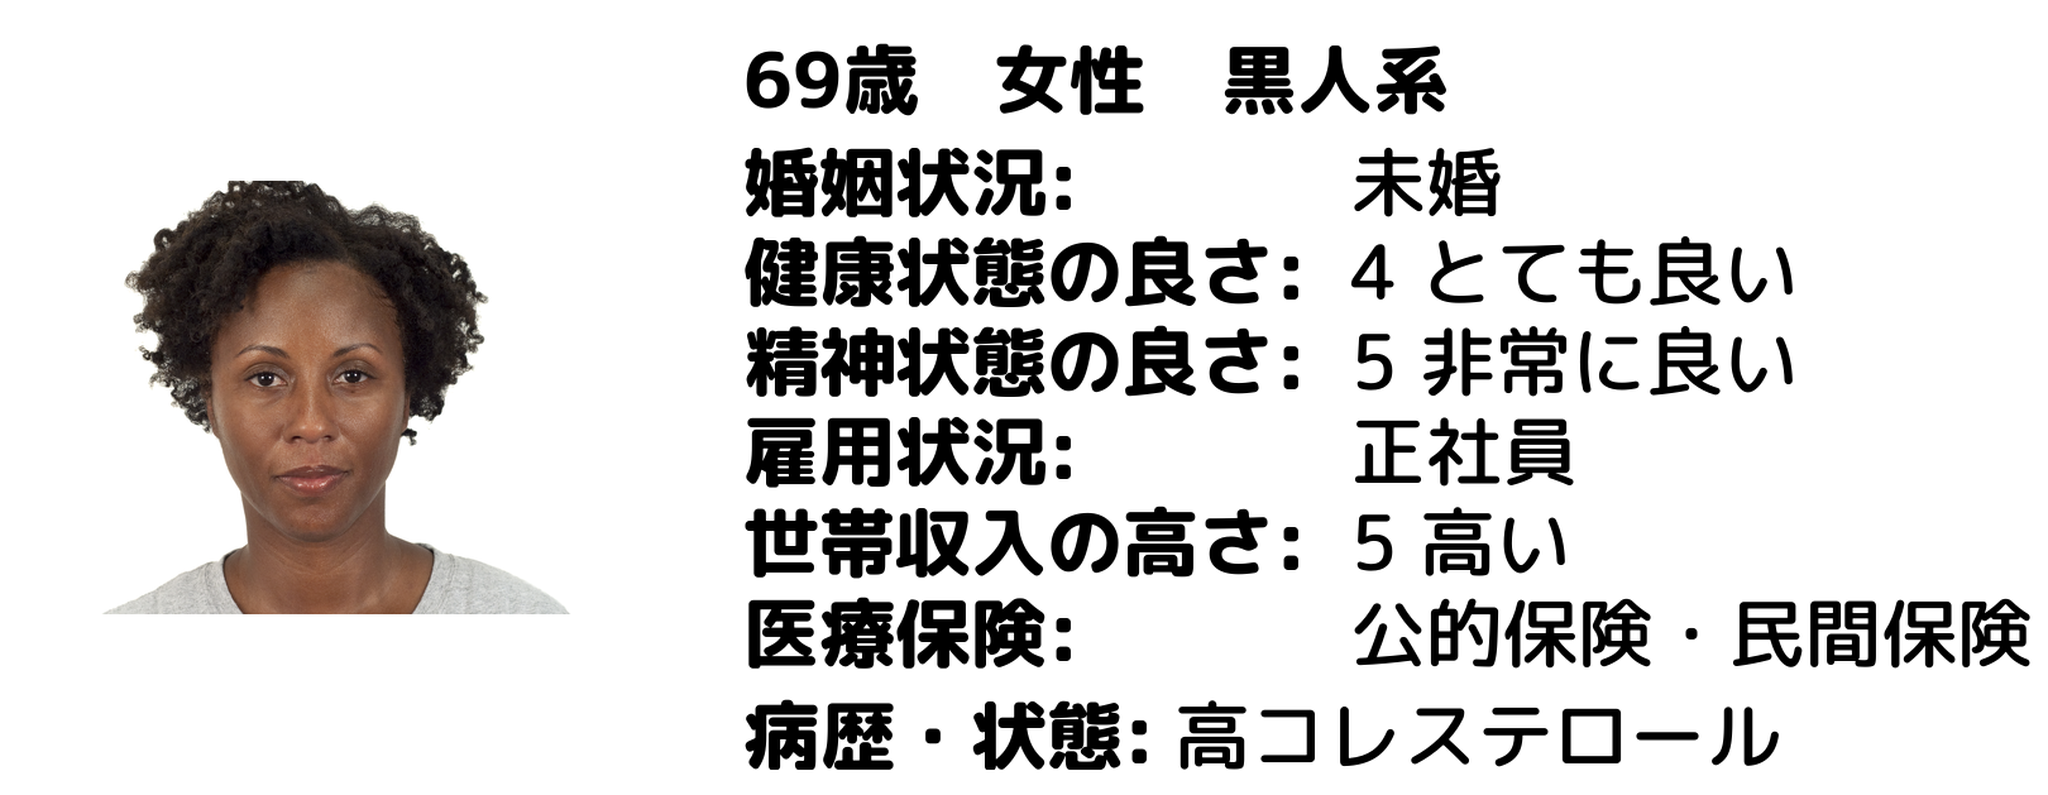 69歳　女性　黒人系
婚姻状況: 未婚
健康状態の良さ: 4 とても良い
精神状態の良さ: 5 非常に良い
雇用状況: 正社員
世帯収入の高さ: 5 高い
医療保険: 公的保険・民間保険
病歴・状態: 高コレステロール